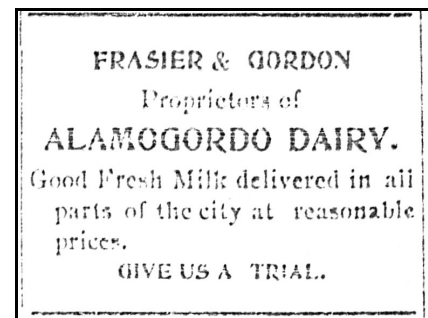 FRASIER & GORDON
Proprietors of
ALAMOGORDO DAIRY.
Good Fresh Milk delivered in all
parts of the city at reasonable
prices.
GIVE US A TRIAL.